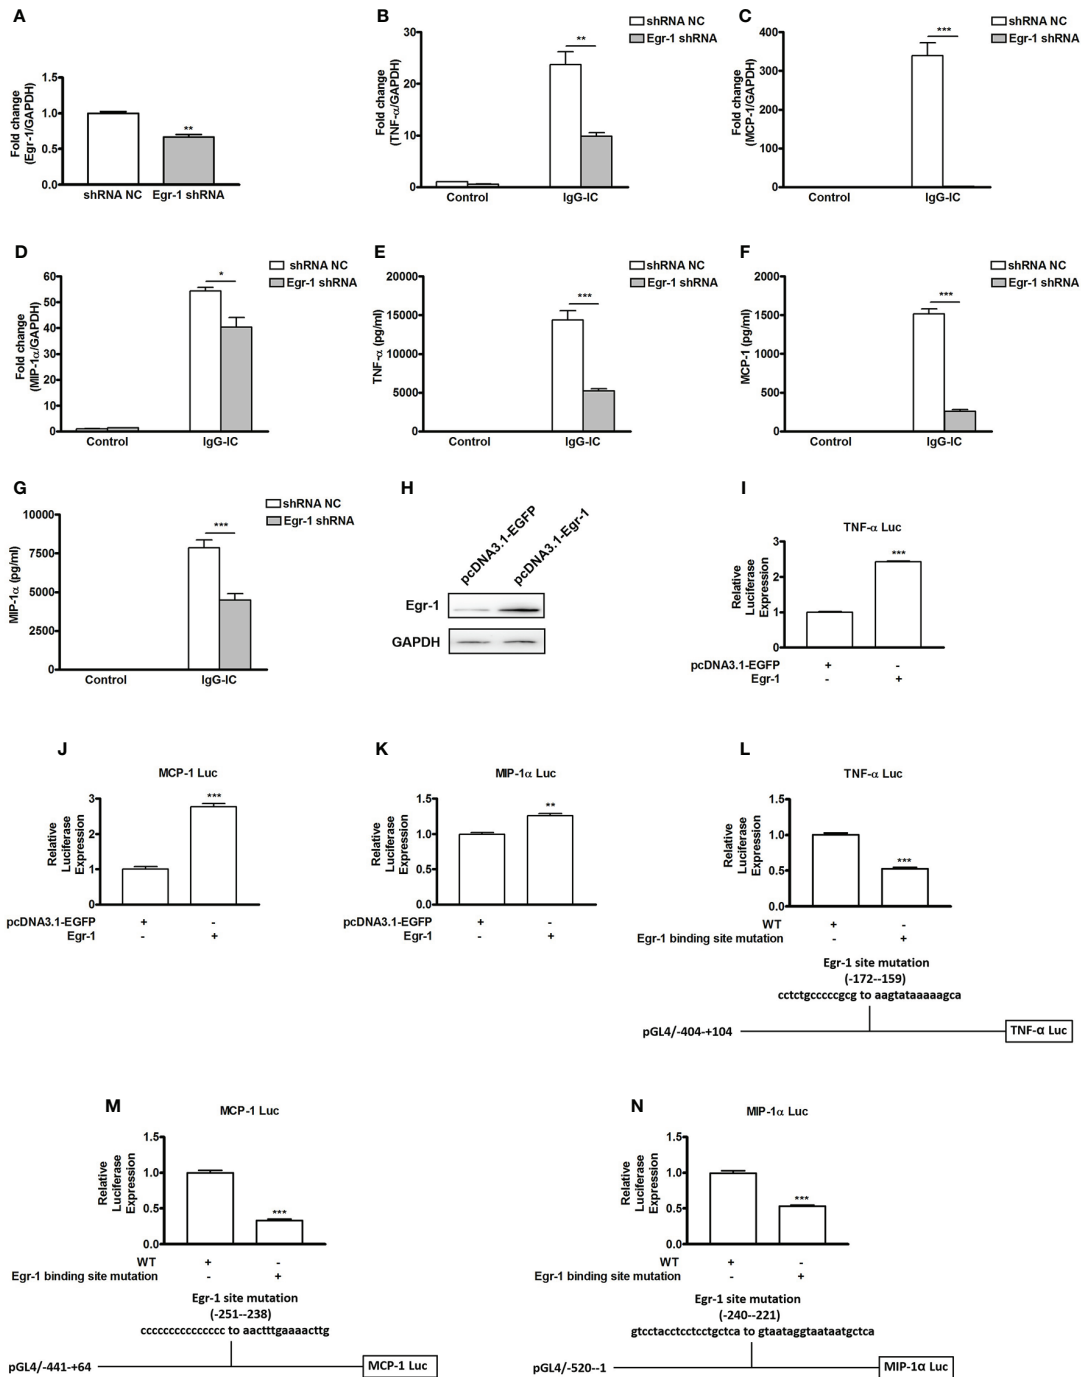 A
Fold change
(Egr-1/GAPDH)
1.5
1.0
0.5
0.0
**
shRNA NC
Egr-1 shRNA
B
shRNA NC
Egr-1 shRNA
Fold change
(TNF-α/GAPDH)
30
20
10
0
**
Control
IgG-IC
C
shRNA NC
Egr-1 shRNA
Fold change
(MCP-1/GAPDH)
400
300
200
100
0
***
Control
IgG-IC
D
shRNA NC
Egr-1 shRNA
Fold change
(MIP-1α/GAPDH)
60
50
40
30
20
10
0
*
Control
IgG-IC
E
shRNA NC
Egr-1 shRNA
TNF-α (pg/ml)
20000
15000
10000
5000
0
***
Control
IgG-IC
F
shRNA NC
Egr-1 shRNA
MCP-1 (pg/ml)
2000
1500
1000
500
0
***
Control
IgG-IC
G
shRNA NC
Egr-1 shRNA
MIP-1α (pg/ml)
10000
7500
5000
2500
0
***
Control
IgG-IC
H
pcDNA3.1-EGFP
pcDNA3.1-Egr-1
Egr-1
GAPDH
I
TNF-α Luc
Relative
Luciferase
Expression
3
2
1
0
***
pcDNA3.1-EGFP + -
Egr-1 - +
J
MCP-1 Luc
Relative
Luciferase
Expression
3
2
1
0
***
pcDNA3.1-EGFP + -
Egr-1 - +
K
MIP-1α Luc
Relative
Luciferase
Expression
1.5
1.0
0.5
0.0
**
pcDNA3.1-EGFP + -
Egr-1 - +
L
TNF-α Luc
Relative
Luciferase
Expression
1.5
1.0
0.5
0.0
***
WT + -
Egr-1 binding site mutation - +
Egr-1 site mutation
(-172--159)
cctctgcccccgcg to aagtataaaaagca
pGL4/-404-+104
TNF-α Luc
M
MCP-1 Luc
Relative
Luciferase
Expression
1.5
1.0
0.5
0.0
***
WT + -
Egr-1 binding site mutation - +
Egr-1 site mutation
(-251--238)
ccccccccccccccc to aactttgaaaacttg
pGL4/-441-+64
MCP-1 Luc
N
MIP-1α Luc
Relative
Luciferase
Expression
1.5
1.0
0.5
0.0
***
WT + -
Egr-1 binding site mutation - +
Egr-1 site mutation
(-240--221)
gtcctacctcctcctgctca to gtaataggtaataatgctca
pGL4/-520--1
MIP-1α Luc